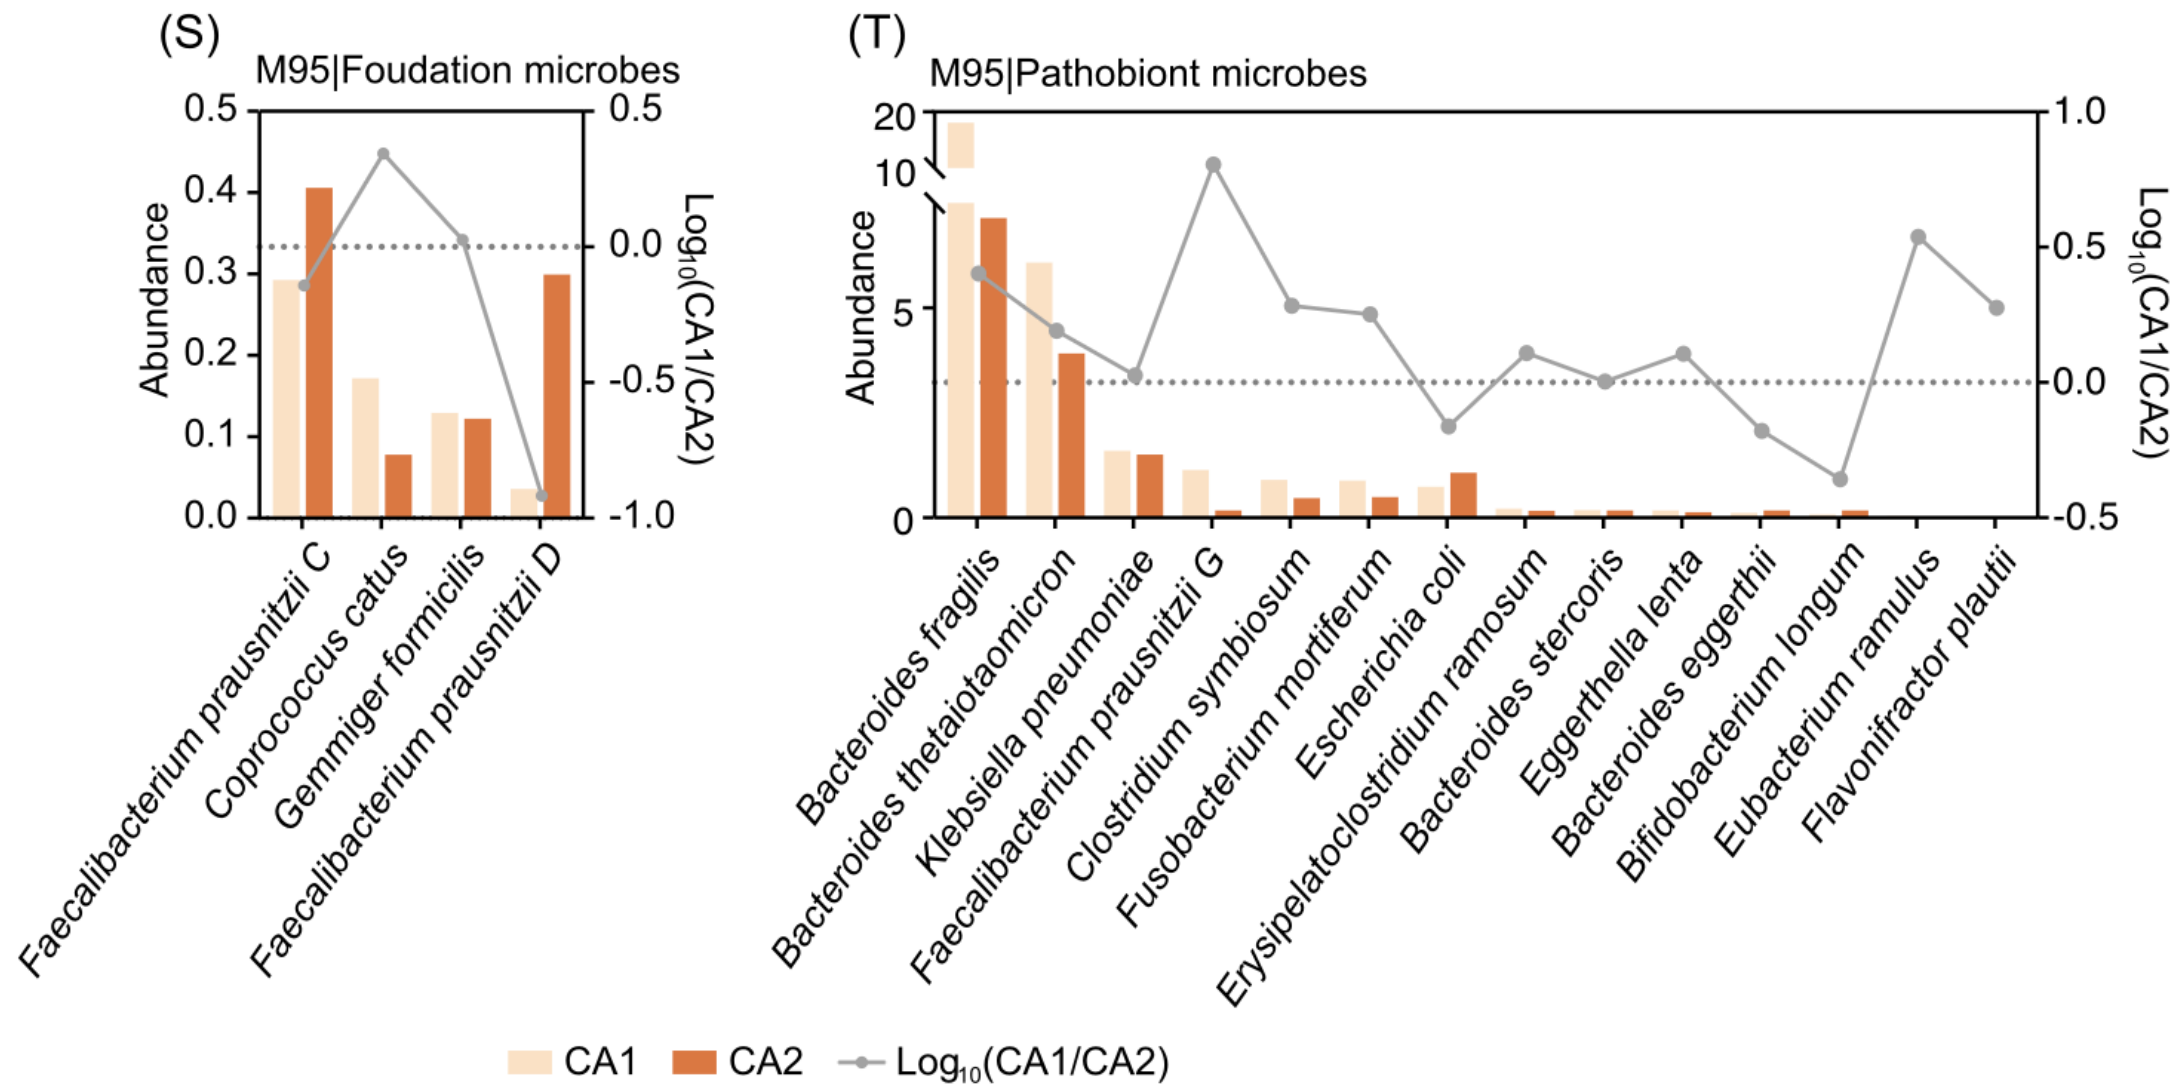 (S)
M95|Foudation microbes
0.5
0.4
0.3
0.2
0.1
0.0
Abundance
0.5
0.0
-0.5
-1.0
Log10(CA1/CA2)
Faecalibacterium prausnitzii C
Coprococcus catus
Gemmiger formicilis
Faecalibacterium prausnitzii D
(T)
M95|Pathobiont microbes
20
10
5
0
Abundance
1.0
0.5
0.0
-0.5
Log10(CA1/CA2)
Bacteroides fragilis
Bacteroides thetaiotaomicron
Klebsiella pneumoniae
Faecalibacterium prausnitzii G
Clostridium symbiosum
Fusobacterium mortiferum
Escherichia coli
Erysipelatoclostridium ramosum
Bacteroides stercoris
Eggerthella lenta
Bacteroides eggerthii
Bifidobacterium longum
Eubacterium ramulus
Flavonifractor plautii
CA1 CA2 Log10(CA1/CA2)